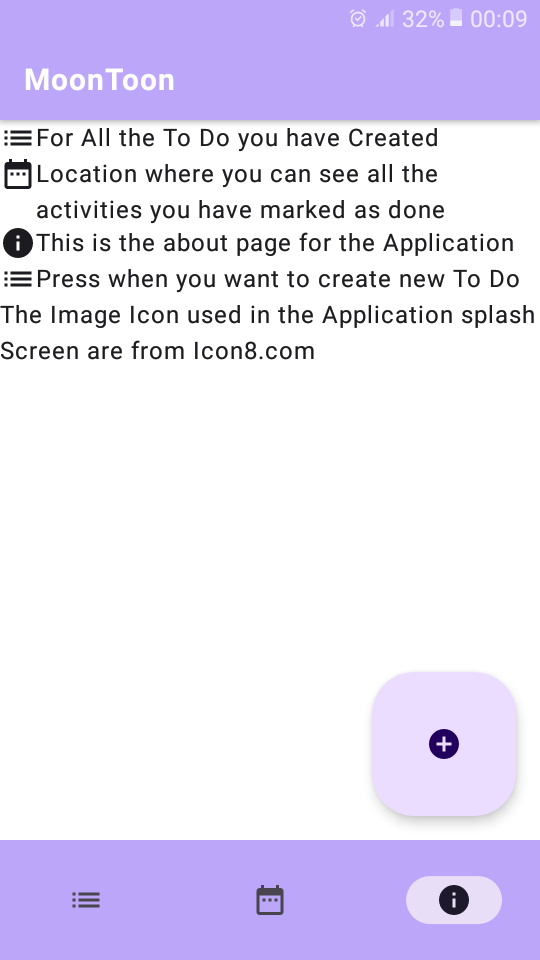 32% 00:09
MoonToon
For All the To Do you have Created
Location where you can see all the
activities you have marked as done
This is the about page for the Application
Press when you want to create new To Do
The Image Icon used in the Application splash
Screen are from Icon8.com